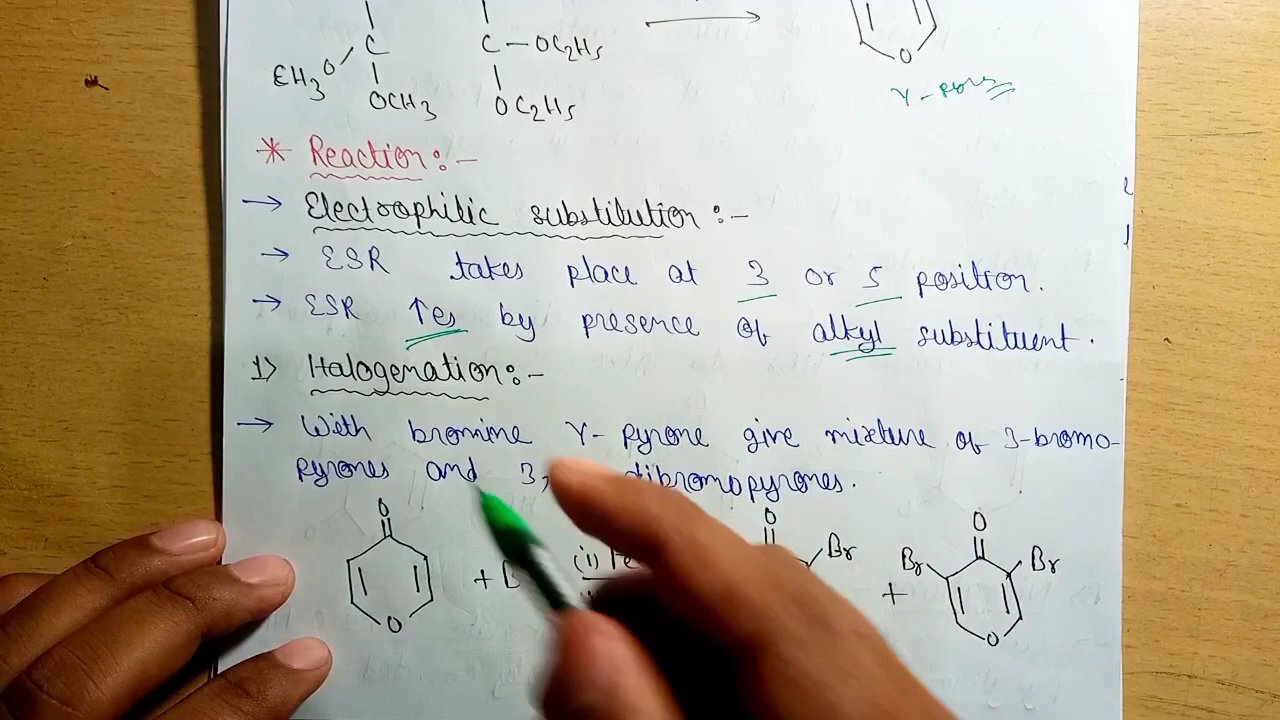 C C-OC2H5 O
CH3O OCH3 OC2H5 γ-
* Reaction:-
→ Electrophilic substitution:-
→ ESR takes place at 3 or 5 position.
→ ESR ↑es by presence of alkyl substituent.
1) Halogenation:-
→ With bromine γ-pyrone give mixture of 3-bromo-
pyrones and 3, dibromopyrones.
O O O
+ (i) Br + Br Br
O O